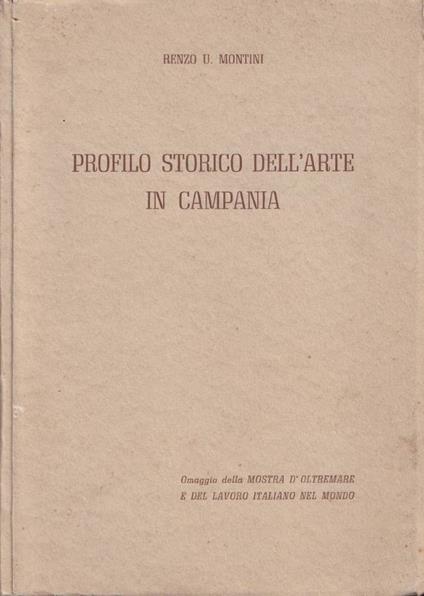 RENZO U. MONTINI
PROFILO STORICO DELL'ARTE
IN CAMPANIA
Omaggio della MOSTRA D'OLTREMARE
E DEL LAVORO ITALIANO NEL MONDO